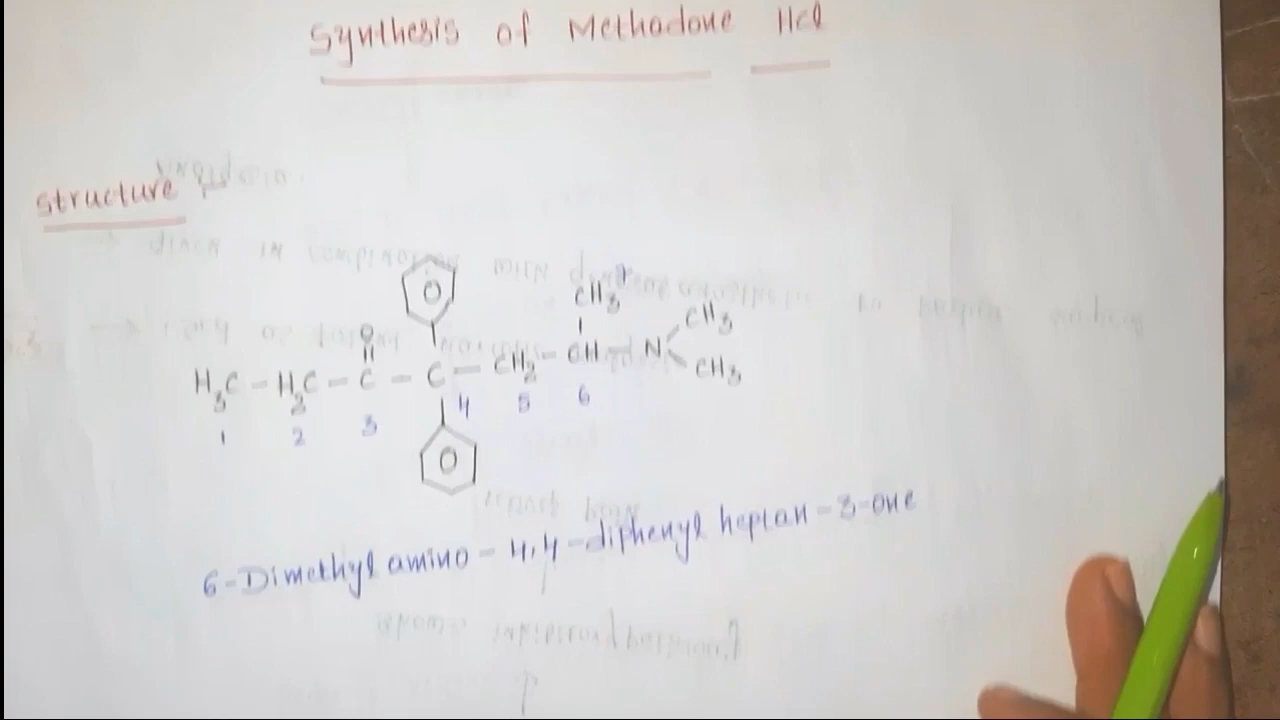 Synthesis of Methadone HCl
Structure :-
CH3
O
CH3
H3C - H2C - C - C - CH2 - CH - N
CH3
1 2 3 4 5 6
6-Dimethyl amino - 4,4 - diphenyl heptan - 3-one